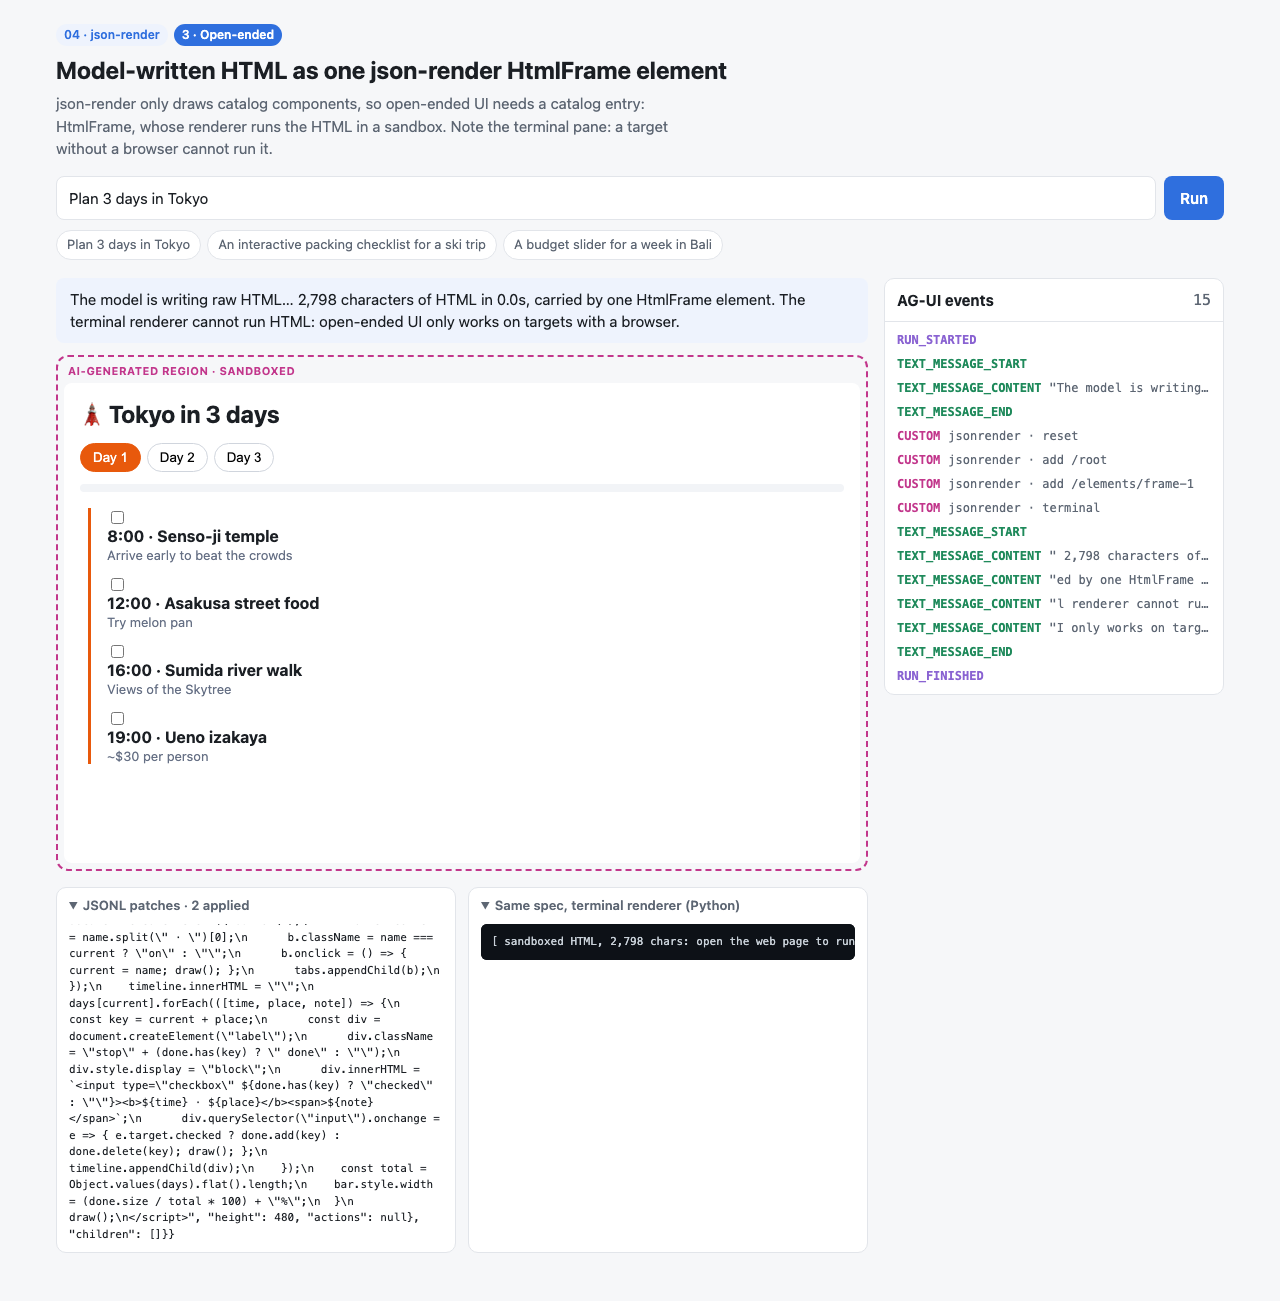 04 · json-render
3 · Open-ended
Model-written HTML as one json-render HtmlFrame element
json-render only draws catalog components, so open-ended UI needs a catalog entry:
HtmlFrame, whose renderer runs the HTML in a sandbox. Note the terminal pane: a target
without a browser cannot run it.
Plan 3 days in Tokyo
Run
Plan 3 days in Tokyo
An interactive packing checklist for a ski trip
A budget slider for a week in Bali
The model is writing raw HTML... 2,798 characters of HTML in 0.0s, carried by one HtmlFrame element. The
terminal renderer cannot run HTML: open-ended UI only works on targets with a browser.
AI-GENERATED REGION · SANDBOXED
Tokyo in 3 days
Day 1
Day 2
Day 3
8:00 · Senso-ji temple
Arrive early to beat the crowds
12:00 · Asakusa street food
Try melon pan
16:00 · Sumida river walk
Views of the Skytree
19:00 · Ueno izakaya
~$30 per person
▼ JSONL patches · 2 applied
= name.split(\" · \")[0];\n      b.className = name ===
current ? \"on\" : \"\";\n      b.onclick = () => {
current = name; draw(); };\n      tabs.appendChild(b);\n
});\n    timeline.innerHTML = \"\";\n
days[current].forEach(([time, place, note]) => {\n
const key = current + place;\n      const div =
document.createElement(\"label\");\n      div.className
= \"stop\" + (done.has(key) ? \" done\" : \"\");\n
div.style.display = \"block\";\n      div.innerHTML =
`<input type=\"checkbox\" ${done.has(key) ? \"checked\"
: \"\"}><b>${time} · ${place}</b><span>${note}
</span>`;\n      div.querySelector(\"input\").onchange =
e => { e.target.checked ? done.add(key) :
done.delete(key); draw(); };\n
timeline.appendChild(div);\n    });\n    const total =
Object.values(days).flat().length;\n    bar.style.width
= (done.size / total * 100) + \"%\";\n  }\n
draw();\n</script>", "height": 480, "actions": null},
"children": []}}
▼ Same spec, terminal renderer (Python)
[ sandboxed HTML, 2,798 chars: open the web page to run
AG-UI events
15
RUN_STARTED
TEXT_MESSAGE_START
TEXT_MESSAGE_CONTENT "The model is writing…
TEXT_MESSAGE_END
CUSTOM jsonrender · reset
CUSTOM jsonrender · add /root
CUSTOM jsonrender · add /elements/frame-1
CUSTOM jsonrender · terminal
TEXT_MESSAGE_START
TEXT_MESSAGE_CONTENT " 2,798 characters of…
TEXT_MESSAGE_CONTENT "ed by one HtmlFrame …
TEXT_MESSAGE_CONTENT "l renderer cannot ru…
TEXT_MESSAGE_CONTENT "I only works on targ…
TEXT_MESSAGE_END
RUN_FINISHED